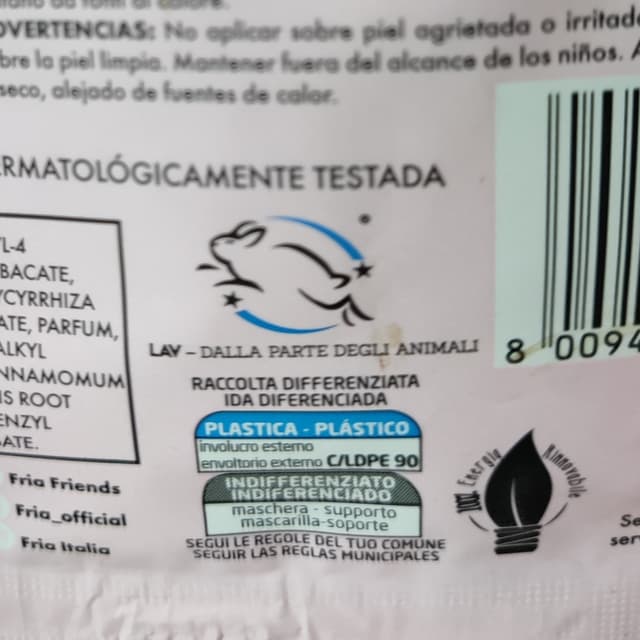 OVERTENCIAS: No aplicar sobre piel agrietada o irritad
bre la piel limpia. Mantener fuera del alcance de los niños. A
seco, alejado de fuentes de calor.
ERMATOLÓGICAMENTE TESTADA
YL-4
BACATE,
YCYRRHIZA
ATE, PARFUM,
ALKYL
NNAMOMUM
IS ROOT
ENZYL
ATE.
Fria Friends
Fria_official
Fria Italia
®
LAV – DALLA PARTE DEGLI ANIMALI
RACCOLTA DIFFERENZIATA
IDA DIFERENCIADA
PLASTICA - PLÁSTICO
involucro esterno
envoltorio externo C/LDPE 90
INDIFFERENZIATO
INDIFERENCIADO
maschera - supporto
mascarilla-soporte
SEGUI LE REGOLE DEL TUO COMUNE
SEGUIR LAS REGLAS MUNICIPALES
8 0094
100% Energia Rinnovabile
Se
serv